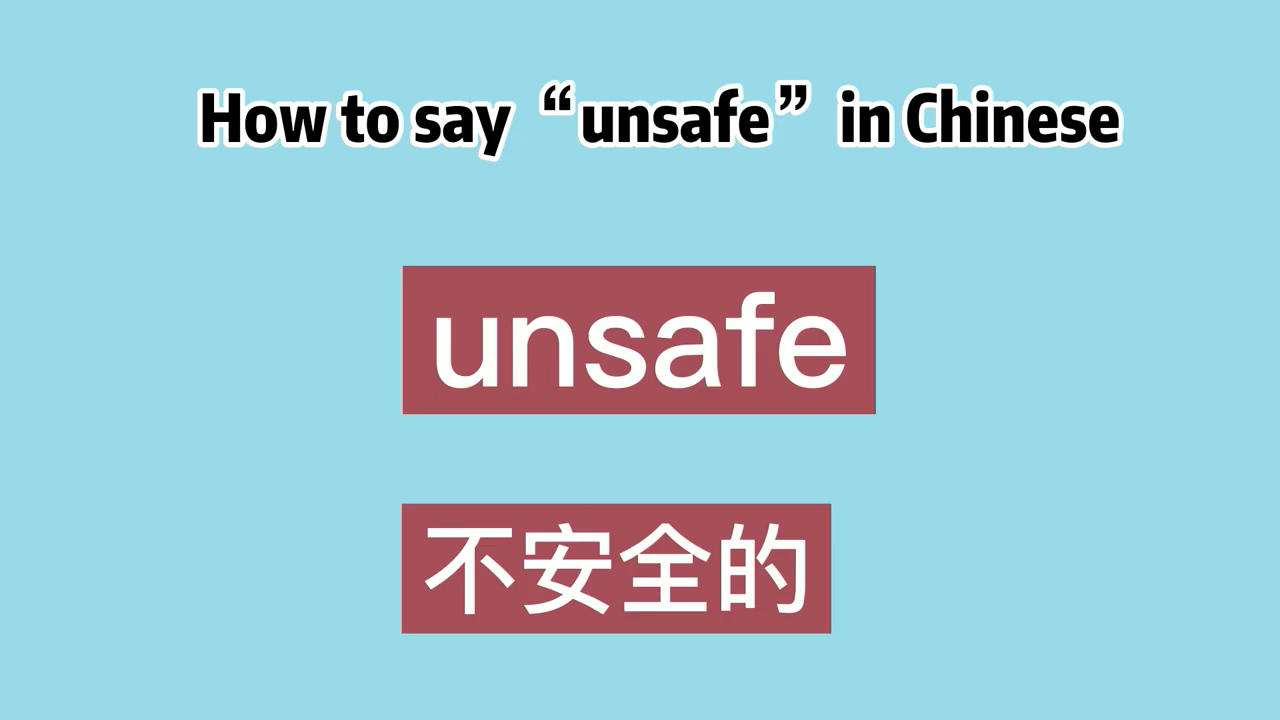 How to say “unsafe” in Chinese
unsafe
不安全的